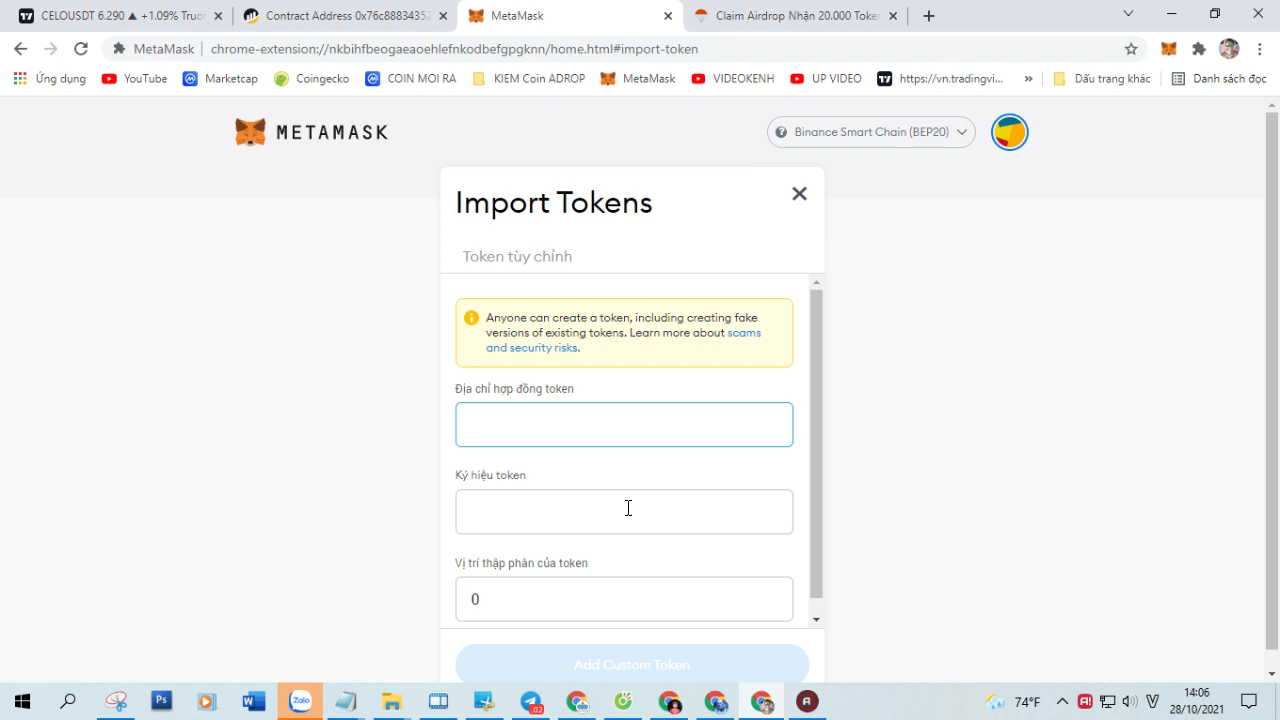 CELOUSDT 6.290 ▲ +1.09% Truc
Contract Address 0x76c88834352
MetaMask
Claim Airdrop Nhận 20.000 Token
MetaMask
chrome-extension://nkbihfbeogaeaoehlefnkodbefgpgknn/home.html#import-token
Ứng dụng
YouTube
Marketcap
Coingecko
COIN MOI RA
KIEM Coin ADROP
MetaMask
VIDEOKENH
UP VIDEO
https://vn.tradingvi...
»
Dấu trang khác
Danh sách đọc
METAMASK
Binance Smart Chain (BEP20)
Import Tokens
Token tùy chỉnh
Anyone can create a token, including creating fake
versions of existing tokens. Learn more about scams
and security risks.
Địa chỉ hợp đồng token
Ký hiệu token
Vị trí thập phân của token
0
Add Custom Token
Ps
W
Zalo
02
A
74°F
14:06
28/10/2021